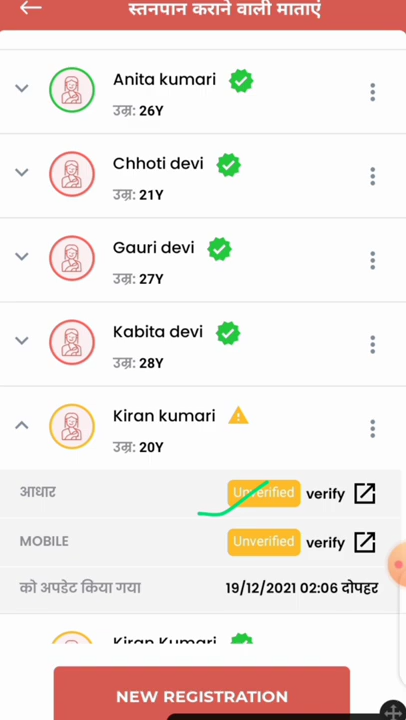 स्तनपान कराने वाली माताएं
Anita kumari
उम्र: 26Y
Chhoti devi
उम्र: 21Y
Gauri devi
उम्र: 27Y
Kabita devi
उम्र: 28Y
Kiran kumari
उम्र: 20Y
आधार Unverified verify
MOBILE Unverified verify
को अपडेट किया गया 19/12/2021 02:06 दोपहर
Kiran Kumari
NEW REGISTRATION